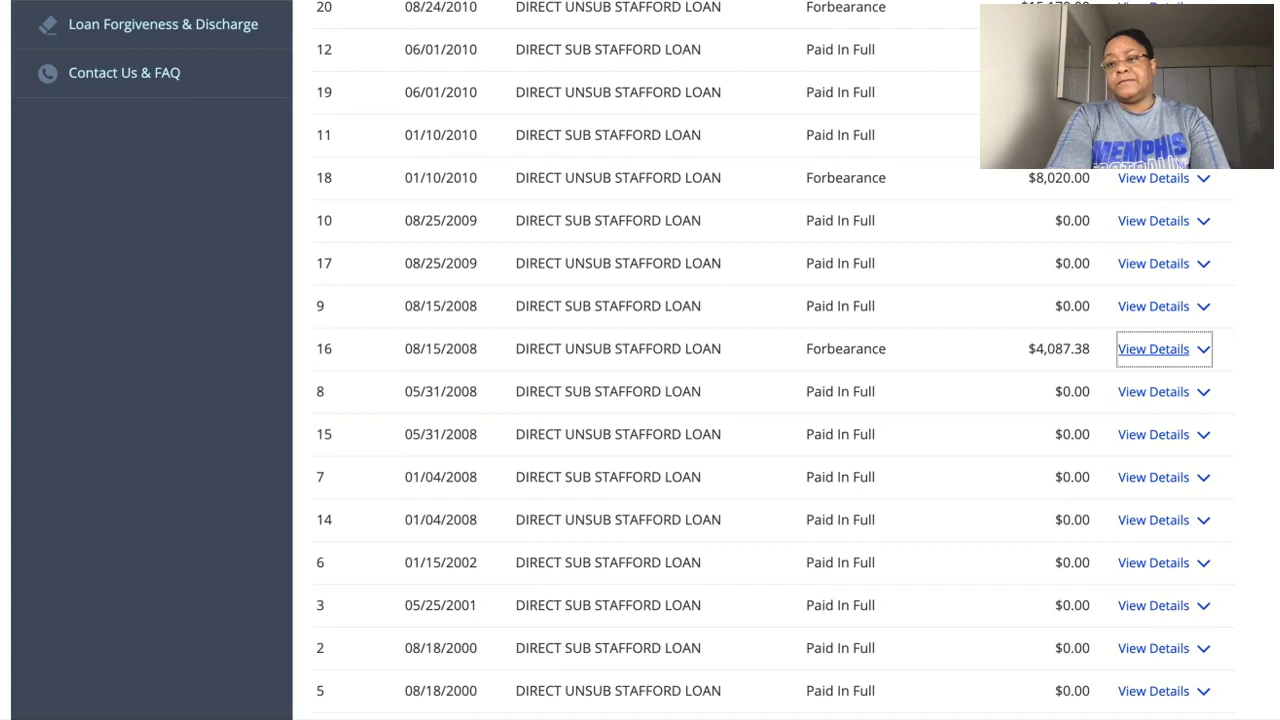 Loan Forgiveness & Discharge
Contact Us & FAQ
20 08/24/2010 DIRECT UNSUB STAFFORD LOAN Forbearance
12 06/01/2010 DIRECT SUB STAFFORD LOAN Paid In Full
19 06/01/2010 DIRECT UNSUB STAFFORD LOAN Paid In Full
11 01/10/2010 DIRECT SUB STAFFORD LOAN Paid In Full
18 01/10/2010 DIRECT UNSUB STAFFORD LOAN Forbearance $8,020.00 View Details
10 08/25/2009 DIRECT SUB STAFFORD LOAN Paid In Full $0.00 View Details
17 08/25/2009 DIRECT UNSUB STAFFORD LOAN Paid In Full $0.00 View Details
9 08/15/2008 DIRECT SUB STAFFORD LOAN Paid In Full $0.00 View Details
16 08/15/2008 DIRECT UNSUB STAFFORD LOAN Forbearance $4,087.38 View Details
8 05/31/2008 DIRECT SUB STAFFORD LOAN Paid In Full $0.00 View Details
15 05/31/2008 DIRECT UNSUB STAFFORD LOAN Paid In Full $0.00 View Details
7 01/04/2008 DIRECT SUB STAFFORD LOAN Paid In Full $0.00 View Details
14 01/04/2008 DIRECT UNSUB STAFFORD LOAN Paid In Full $0.00 View Details
6 01/15/2002 DIRECT SUB STAFFORD LOAN Paid In Full $0.00 View Details
3 05/25/2001 DIRECT SUB STAFFORD LOAN Paid In Full $0.00 View Details
2 08/18/2000 DIRECT SUB STAFFORD LOAN Paid In Full $0.00 View Details
5 08/18/2000 DIRECT UNSUB STAFFORD LOAN Paid In Full $0.00 View Details
MEMPHIS